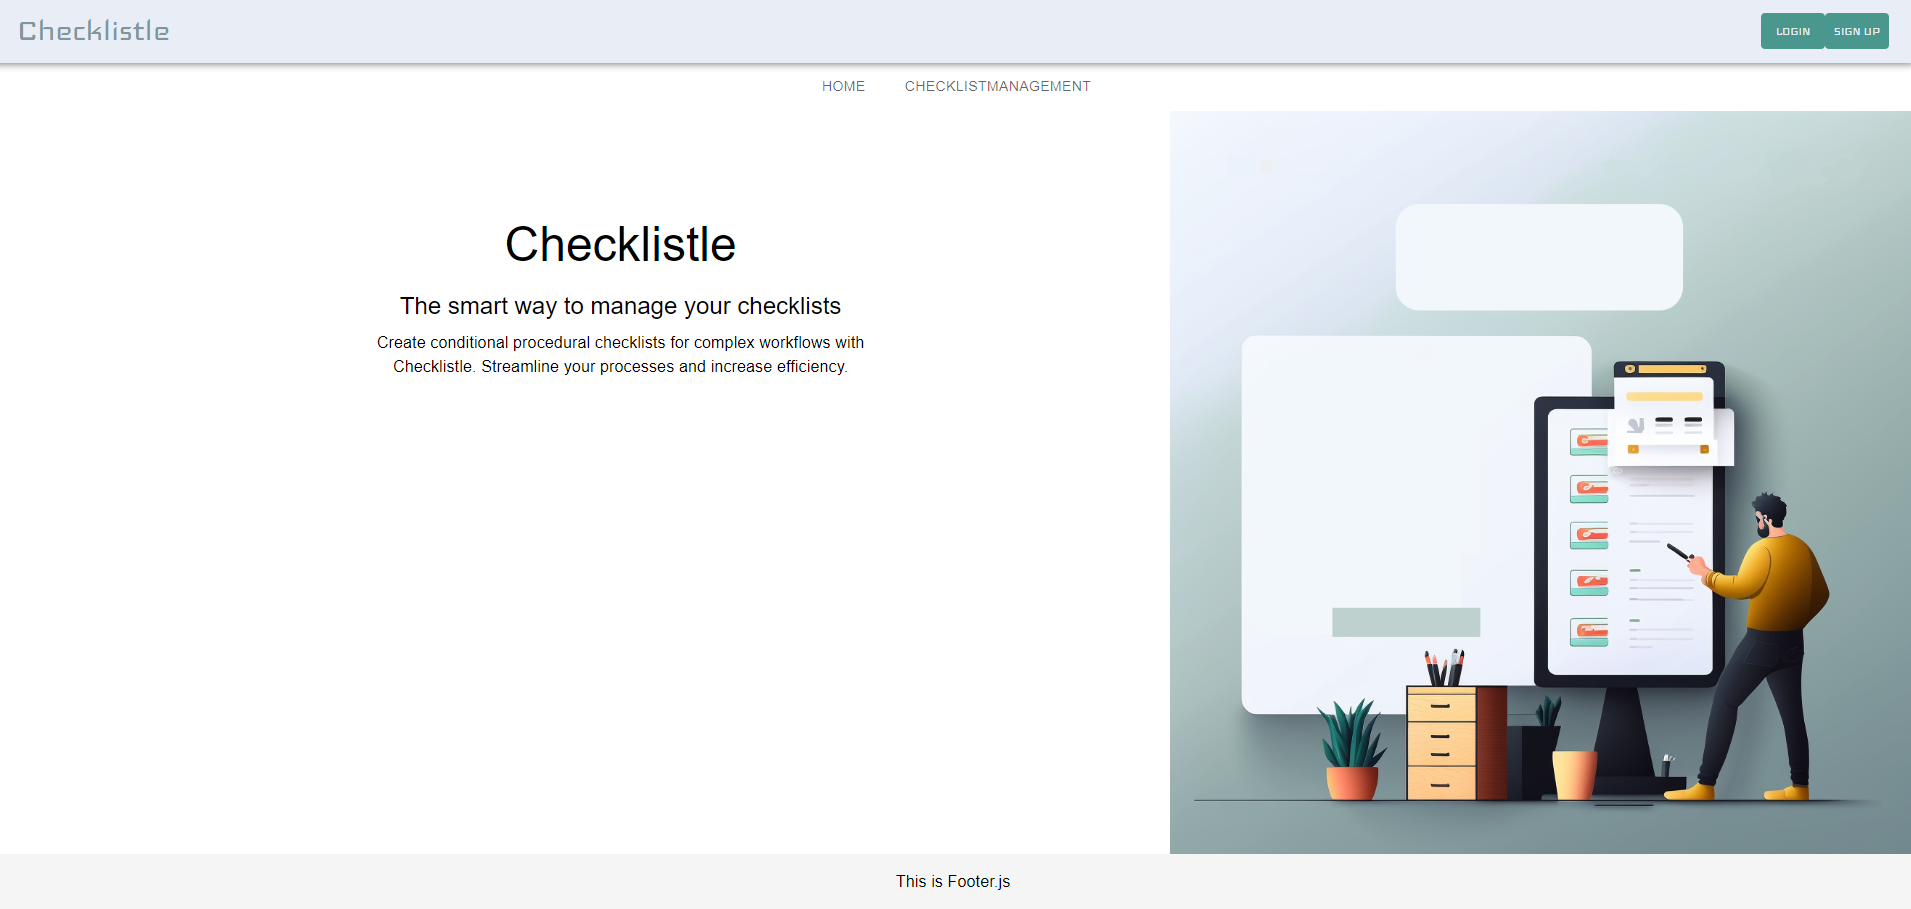 Checklistle
LOGIN
SIGN UP
HOME
CHECKLISTMANAGEMENT
Checklistle
The smart way to manage your checklists
Create conditional procedural checklists for complex workflows with
Checklistle. Streamline your processes and increase efficiency.
This is Footer.js